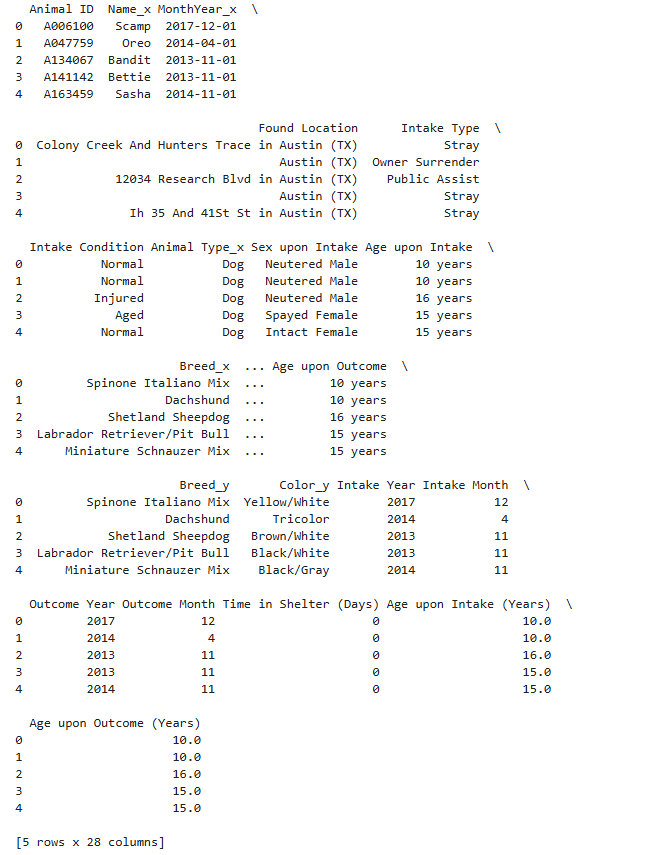 Animal ID Name_x MonthYear_x \
0 A006100 Scamp 2017-12-01
1 A047759 Oreo 2014-04-01
2 A134067 Bandit 2013-11-01
3 A141142 Bettie 2013-11-01
4 A163459 Sasha 2014-11-01
Found Location Intake Type \
0 Colony Creek And Hunters Trace in Austin (TX) Stray
1 Austin (TX) Owner Surrender
2 12034 Research Blvd in Austin (TX) Public Assist
3 Austin (TX) Stray
4 Ih 35 And 41St St in Austin (TX) Stray
Intake Condition Animal Type_x Sex upon Intake Age upon Intake \
0 Normal Dog Neutered Male 10 years
1 Normal Dog Neutered Male 10 years
2 Injured Dog Neutered Male 16 years
3 Aged Dog Spayed Female 15 years
4 Normal Dog Intact Female 15 years
Breed_x ... Age upon Outcome \
0 Spinone Italiano Mix ... 10 years
1 Dachshund ... 10 years
2 Shetland Sheepdog ... 16 years
3 Labrador Retriever/Pit Bull ... 15 years
4 Miniature Schnauzer Mix ... 15 years
Breed_y Color_y Intake Year Intake Month \
0 Spinone Italiano Mix Yellow/White 2017 12
1 Dachshund Tricolor 2014 4
2 Shetland Sheepdog Brown/White 2013 11
3 Labrador Retriever/Pit Bull Black/White 2013 11
4 Miniature Schnauzer Mix Black/Gray 2014 11
Outcome Year Outcome Month Time in Shelter (Days) Age upon Intake (Years) \
0 2017 12 0 10.0
1 2014 4 0 10.0
2 2013 11 0 16.0
3 2013 11 0 15.0
4 2014 11 0 15.0
Age upon Outcome (Years)
0 10.0
1 10.0
2 16.0
3 15.0
4 15.0
[5 rows x 28 columns]